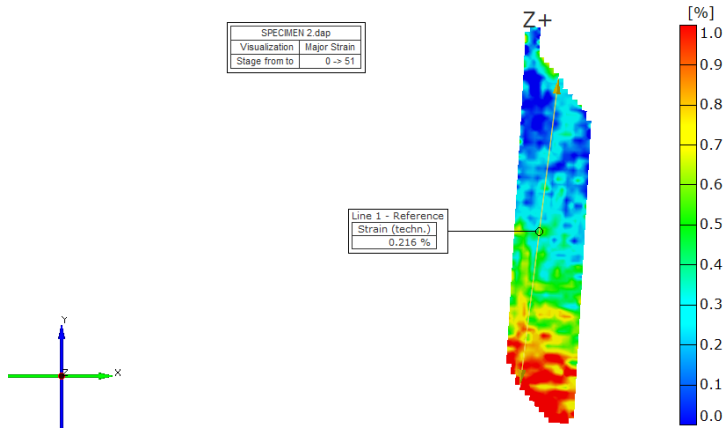 [%]
Z+
SPECIMEN 2.dap
Visualization Major Strain
Stage from to 0 -> 51
1.0
0.9
0.8
0.7
0.6
Line 1 - Reference
Strain (techn.)
0.216 %
0.5
0.4
0.3
0.2
0.1
0.0
Y
Z
X